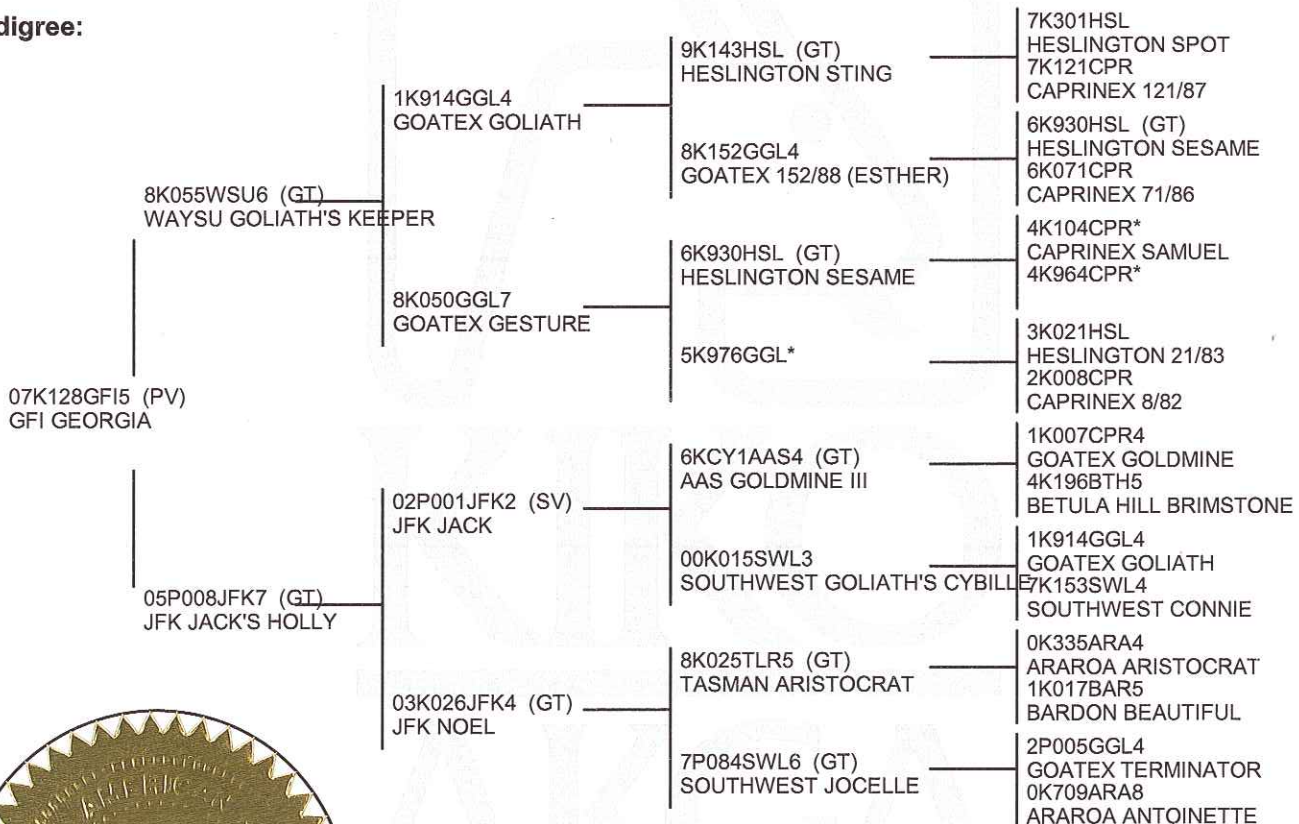 digree:
07K128GFI5 (PV)
GFI GEORGIA
8K055WSU6 (GT)
WAYSU GOLIATH'S KEEPER
05P008JFK7 (GT)
JFK JACK'S HOLLY
1K914GGL4
GOATEX GOLIATH
8K050GGL7
GOATEX GESTURE
02P001JFK2 (SV)
JFK JACK
03K026JFK4 (GT)
JFK NOEL
9K143HSL (GT)
HESLINGTON STING
8K152GGL4
GOATEX 152/88 (ESTHER)
6K930HSL (GT)
HESLINGTON SESAME
5K976GGL*
6KCY1AAS4 (GT)
AAS GOLDMINE III
00K015SWL3
SOUTHWEST GOLIATH'S CYBILLE
8K025TLR5 (GT)
TASMAN ARISTOCRAT
7P084SWL6 (GT)
SOUTHWEST JOCELLE
7K301HSL
HESLINGTON SPOT
7K121CPR
CAPRINEX 121/87
6K930HSL (GT)
HESLINGTON SESAME
6K071CPR
CAPRINEX 71/86
4K104CPR*
CAPRINEX SAMUEL
4K964CPR*
3K021HSL
HESLINGTON 21/83
2K008CPR
CAPRINEX 8/82
1K007CPR4
GOATEX GOLDMINE
4K196BTH5
BETULA HILL BRIMSTONE
1K914GGL4
GOATEX GOLIATH
7K153SWL4
SOUTHWEST CONNIE
0K335ARA4
ARAROA ARISTOCRAT
1K017BAR5
BARDON BEAUTIFUL
2P005GGL4
GOATEX TERMINATOR
0K709ARA8
ARAROA ANTOINETTE
KIKO